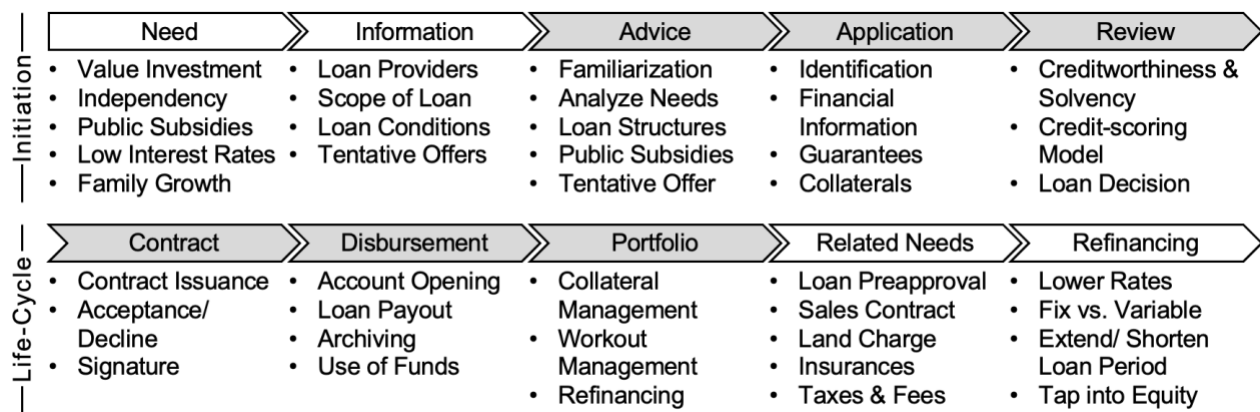 Initiation
Need
• Value Investment
• Independency
• Public Subsidies
• Low Interest Rates
• Family Growth
Information
• Loan Providers
• Scope of Loan
• Loan Conditions
• Tentative Offers
Advice
• Familiarization
• Analyze Needs
• Loan Structures
• Public Subsidies
• Tentative Offer
Application
• Identification
• Financial
Information
• Guarantees
• Collaterals
Review
• Creditworthiness &
Solvency
• Credit-scoring
Model
• Loan Decision
Life-Cycle
Contract
• Contract Issuance
• Acceptance/
Decline
• Signature
Disbursement
• Account Opening
• Loan Payout
• Archiving
• Use of Funds
Portfolio
• Collateral
Management
• Workout
Management
• Refinancing
Related Needs
• Loan Preapproval
• Sales Contract
• Land Charge
• Insurances
• Taxes & Fees
Refinancing
• Lower Rates
• Fix vs. Variable
• Extend/ Shorten
Loan Period
• Tap into Equity